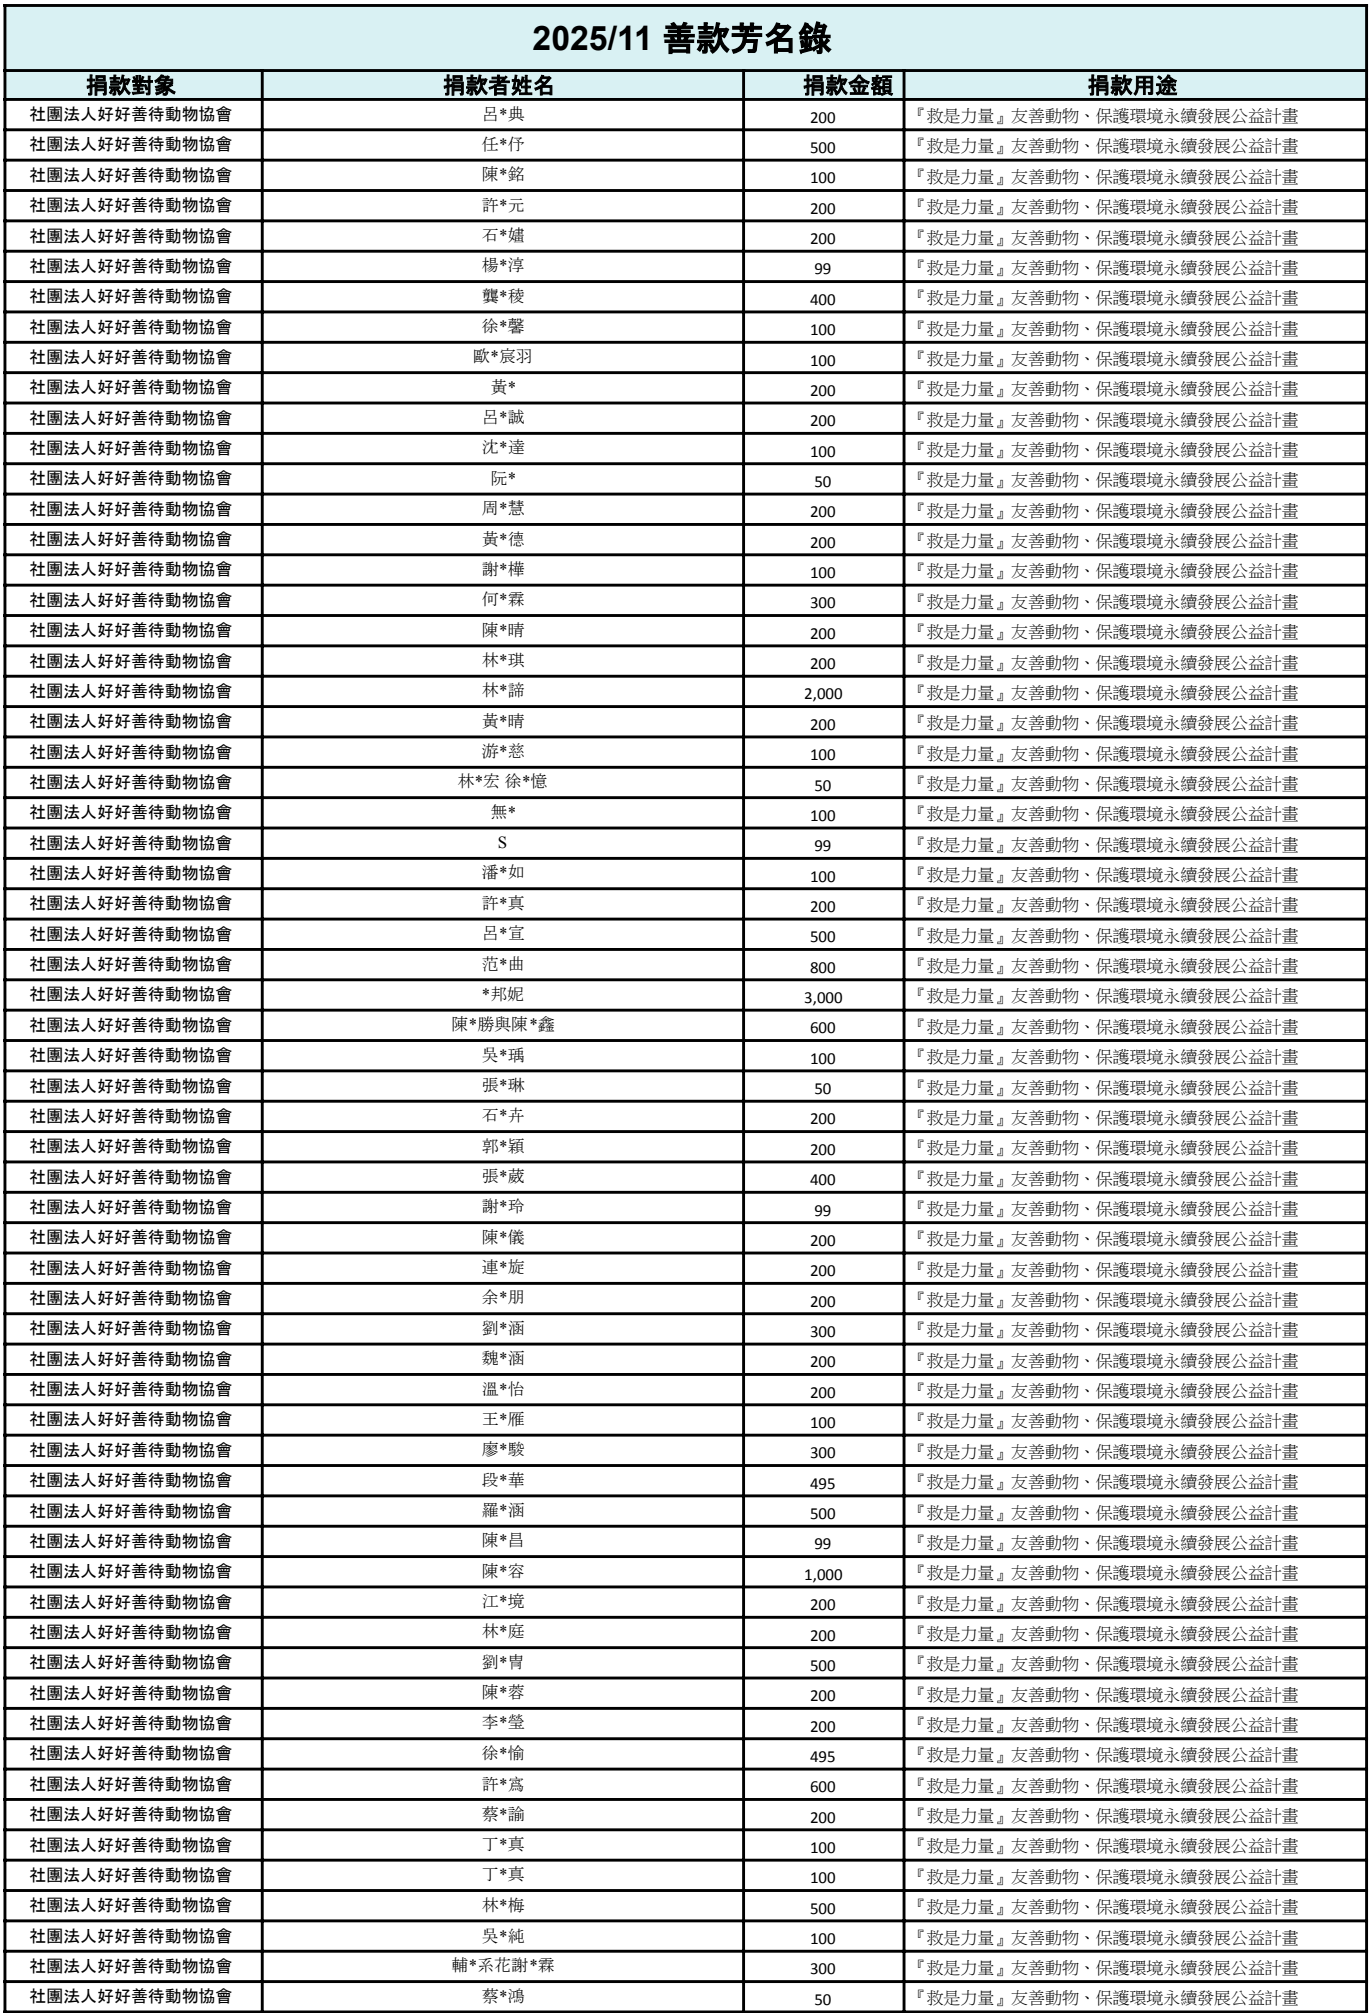 2025/11 善款芳名錄
捐款對象 捐款者姓名 捐款金額 捐款用途
社團法人好好善待動物協會 呂*典 200 『救是力量』友善動物、保護環境永續發展公益計畫
社團法人好好善待動物協會 任*伃 500 『救是力量』友善動物、保護環境永續發展公益計畫
社團法人好好善待動物協會 陳*銘 100 『救是力量』友善動物、保護環境永續發展公益計畫
社團法人好好善待動物協會 許*元 200 『救是力量』友善動物、保護環境永續發展公益計畫
社團法人好好善待動物協會 石*嬧 200 『救是力量』友善動物、保護環境永續發展公益計畫
社團法人好好善待動物協會 楊*淳 99 『救是力量』友善動物、保護環境永續發展公益計畫
社團法人好好善待動物協會 龔*稜 400 『救是力量』友善動物、保護環境永續發展公益計畫
社團法人好好善待動物協會 徐*馨 100 『救是力量』友善動物、保護環境永續發展公益計畫
社團法人好好善待動物協會 歐*宸羽 100 『救是力量』友善動物、保護環境永續發展公益計畫
社團法人好好善待動物協會 黃* 200 『救是力量』友善動物、保護環境永續發展公益計畫
社團法人好好善待動物協會 呂*誠 200 『救是力量』友善動物、保護環境永續發展公益計畫
社團法人好好善待動物協會 沈*達 100 『救是力量』友善動物、保護環境永續發展公益計畫
社團法人好好善待動物協會 阮* 50 『救是力量』友善動物、保護環境永續發展公益計畫
社團法人好好善待動物協會 周*慧 200 『救是力量』友善動物、保護環境永續發展公益計畫
社團法人好好善待動物協會 黃*德 200 『救是力量』友善動物、保護環境永續發展公益計畫
社團法人好好善待動物協會 謝*樺 100 『救是力量』友善動物、保護環境永續發展公益計畫
社團法人好好善待動物協會 何*霖 300 『救是力量』友善動物、保護環境永續發展公益計畫
社團法人好好善待動物協會 陳*晴 200 『救是力量』友善動物、保護環境永續發展公益計畫
社團法人好好善待動物協會 林*琪 200 『救是力量』友善動物、保護環境永續發展公益計畫
社團法人好好善待動物協會 林*諦 2,000 『救是力量』友善動物、保護環境永續發展公益計畫
社團法人好好善待動物協會 黃*晴 200 『救是力量』友善動物、保護環境永續發展公益計畫
社團法人好好善待動物協會 游*慈 100 『救是力量』友善動物、保護環境永續發展公益計畫
社團法人好好善待動物協會 林*宏 徐*憶 50 『救是力量』友善動物、保護環境永續發展公益計畫
社團法人好好善待動物協會 無* 100 『救是力量』友善動物、保護環境永續發展公益計畫
社團法人好好善待動物協會 S 99 『救是力量』友善動物、保護環境永續發展公益計畫
社團法人好好善待動物協會 潘*如 100 『救是力量』友善動物、保護環境永續發展公益計畫
社團法人好好善待動物協會 許*真 200 『救是力量』友善動物、保護環境永續發展公益計畫
社團法人好好善待動物協會 呂*宣 500 『救是力量』友善動物、保護環境永續發展公益計畫
社團法人好好善待動物協會 范*曲 800 『救是力量』友善動物、保護環境永續發展公益計畫
社團法人好好善待動物協會 *邦妮 3,000 『救是力量』友善動物、保護環境永續發展公益計畫
社團法人好好善待動物協會 陳*勝與陳*鑫 600 『救是力量』友善動物、保護環境永續發展公益計畫
社團法人好好善待動物協會 吳*瑀 100 『救是力量』友善動物、保護環境永續發展公益計畫
社團法人好好善待動物協會 張*琳 50 『救是力量』友善動物、保護環境永續發展公益計畫
社團法人好好善待動物協會 石*卉 200 『救是力量』友善動物、保護環境永續發展公益計畫
社團法人好好善待動物協會 郭*穎 200 『救是力量』友善動物、保護環境永續發展公益計畫
社團法人好好善待動物協會 張*葳 400 『救是力量』友善動物、保護環境永續發展公益計畫
社團法人好好善待動物協會 謝*玲 99 『救是力量』友善動物、保護環境永續發展公益計畫
社團法人好好善待動物協會 陳*儀 200 『救是力量』友善動物、保護環境永續發展公益計畫
社團法人好好善待動物協會 連*旋 200 『救是力量』友善動物、保護環境永續發展公益計畫
社團法人好好善待動物協會 余*朋 200 『救是力量』友善動物、保護環境永續發展公益計畫
社團法人好好善待動物協會 劉*涵 300 『救是力量』友善動物、保護環境永續發展公益計畫
社團法人好好善待動物協會 魏*涵 200 『救是力量』友善動物、保護環境永續發展公益計畫
社團法人好好善待動物協會 溫*怡 200 『救是力量』友善動物、保護環境永續發展公益計畫
社團法人好好善待動物協會 王*雁 100 『救是力量』友善動物、保護環境永續發展公益計畫
社團法人好好善待動物協會 廖*駿 300 『救是力量』友善動物、保護環境永續發展公益計畫
社團法人好好善待動物協會 段*華 495 『救是力量』友善動物、保護環境永續發展公益計畫
社團法人好好善待動物協會 羅*涵 500 『救是力量』友善動物、保護環境永續發展公益計畫
社團法人好好善待動物協會 陳*昌 99 『救是力量』友善動物、保護環境永續發展公益計畫
社團法人好好善待動物協會 陳*容 1,000 『救是力量』友善動物、保護環境永續發展公益計畫
社團法人好好善待動物協會 江*境 200 『救是力量』友善動物、保護環境永續發展公益計畫
社團法人好好善待動物協會 林*庭 200 『救是力量』友善動物、保護環境永續發展公益計畫
社團法人好好善待動物協會 劉*冑 500 『救是力量』友善動物、保護環境永續發展公益計畫
社團法人好好善待動物協會 陳*蓉 200 『救是力量』友善動物、保護環境永續發展公益計畫
社團法人好好善待動物協會 李*瑩 200 『救是力量』友善動物、保護環境永續發展公益計畫
社團法人好好善待動物協會 徐*愉 495 『救是力量』友善動物、保護環境永續發展公益計畫
社團法人好好善待動物協會 許*寪 600 『救是力量』友善動物、保護環境永續發展公益計畫
社團法人好好善待動物協會 蔡*諭 200 『救是力量』友善動物、保護環境永續發展公益計畫
社團法人好好善待動物協會 丁*真 100 『救是力量』友善動物、保護環境永續發展公益計畫
社團法人好好善待動物協會 丁*真 100 『救是力量』友善動物、保護環境永續發展公益計畫
社團法人好好善待動物協會 林*梅 500 『救是力量』友善動物、保護環境永續發展公益計畫
社團法人好好善待動物協會 吳*純 100 『救是力量』友善動物、保護環境永續發展公益計畫
社團法人好好善待動物協會 輔*系花謝*霖 300 『救是力量』友善動物、保護環境永續發展公益計畫
社團法人好好善待動物協會 蔡*鴻 50 『救是力量』友善動物、保護環境永續發展公益計畫